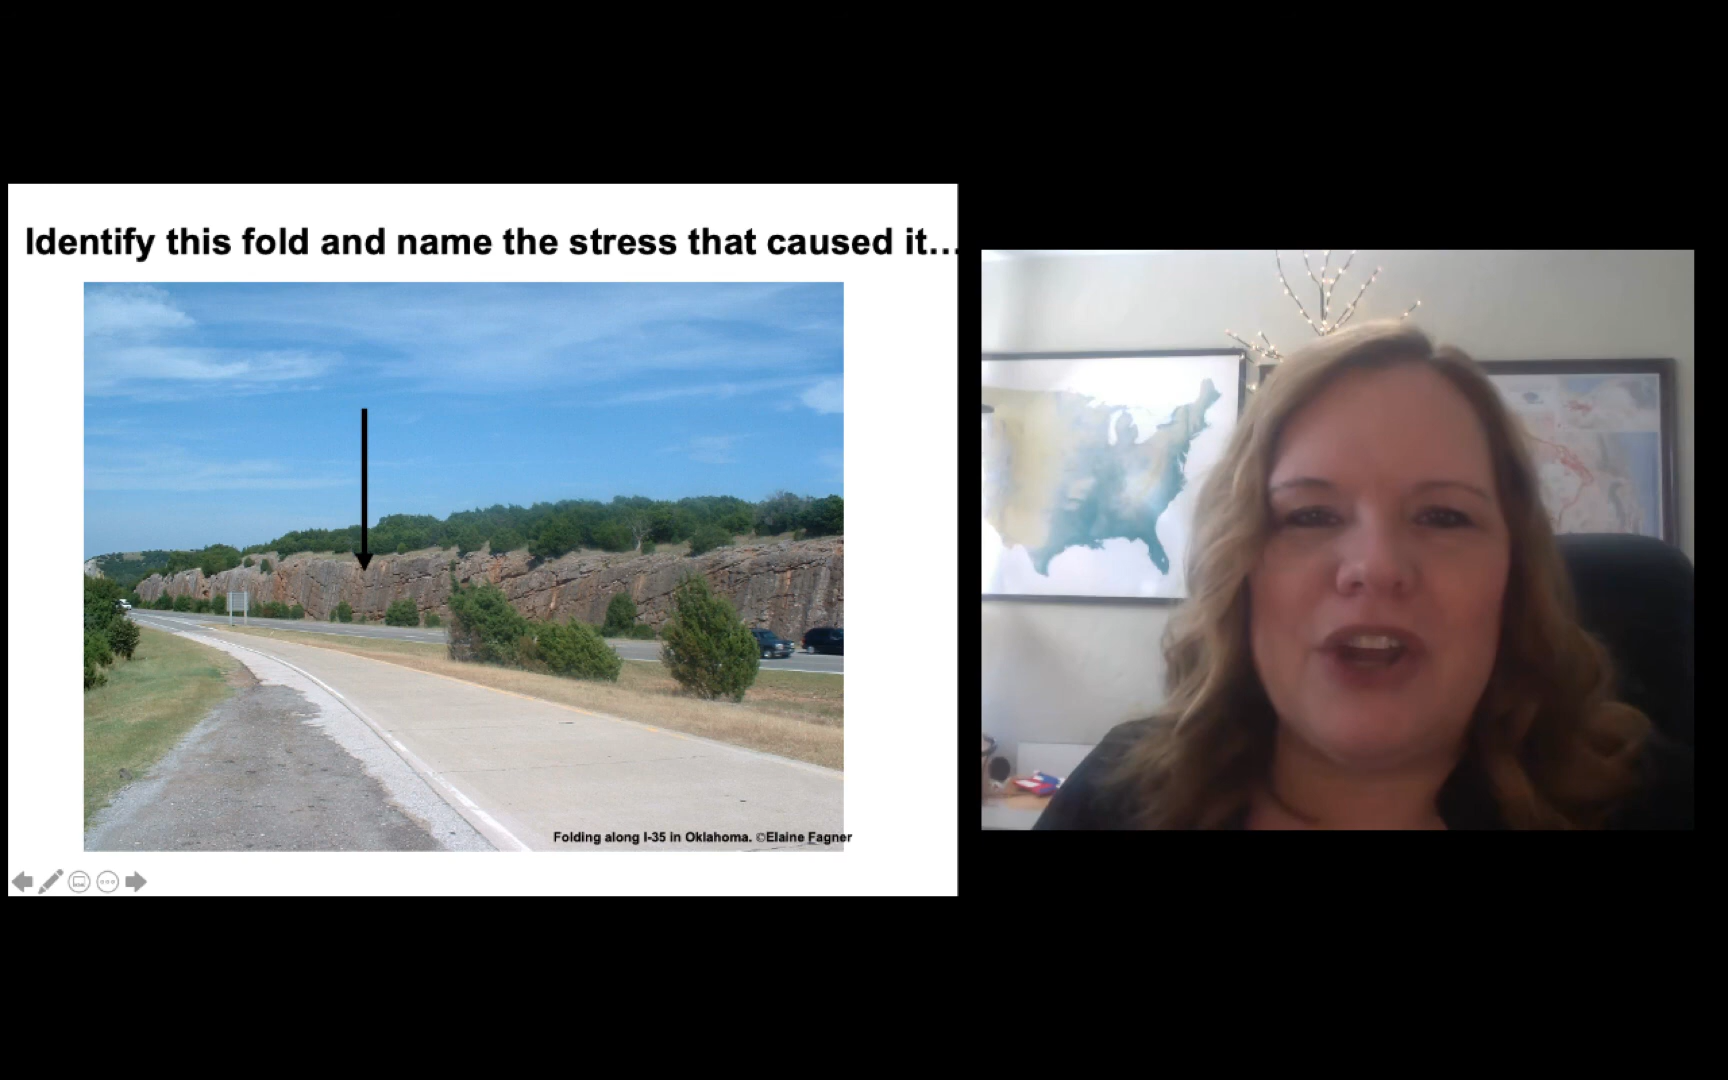 Identify this fold and name the stress that caused it...
Folding along I-35 in Oklahoma. ©Elaine Fagner